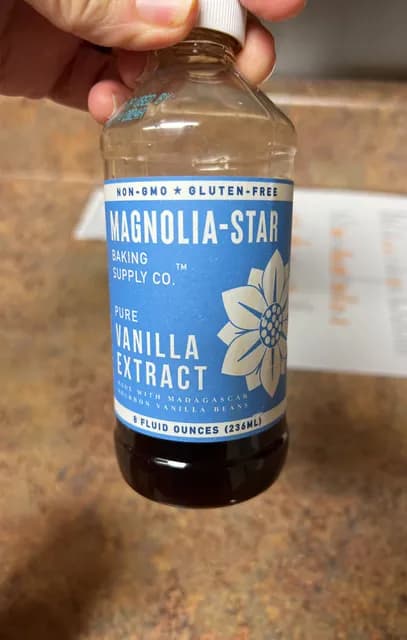 NON-GMO ★ GLUTEN-FREE
MAGNOLIA-STAR
BAKING
SUPPLY CO.™
PURE
VANILLA
EXTRACT
MADE WITH MADAGASCAR
BOURBON VANILLA BEANS
8 FLUID OUNCES (236ML)